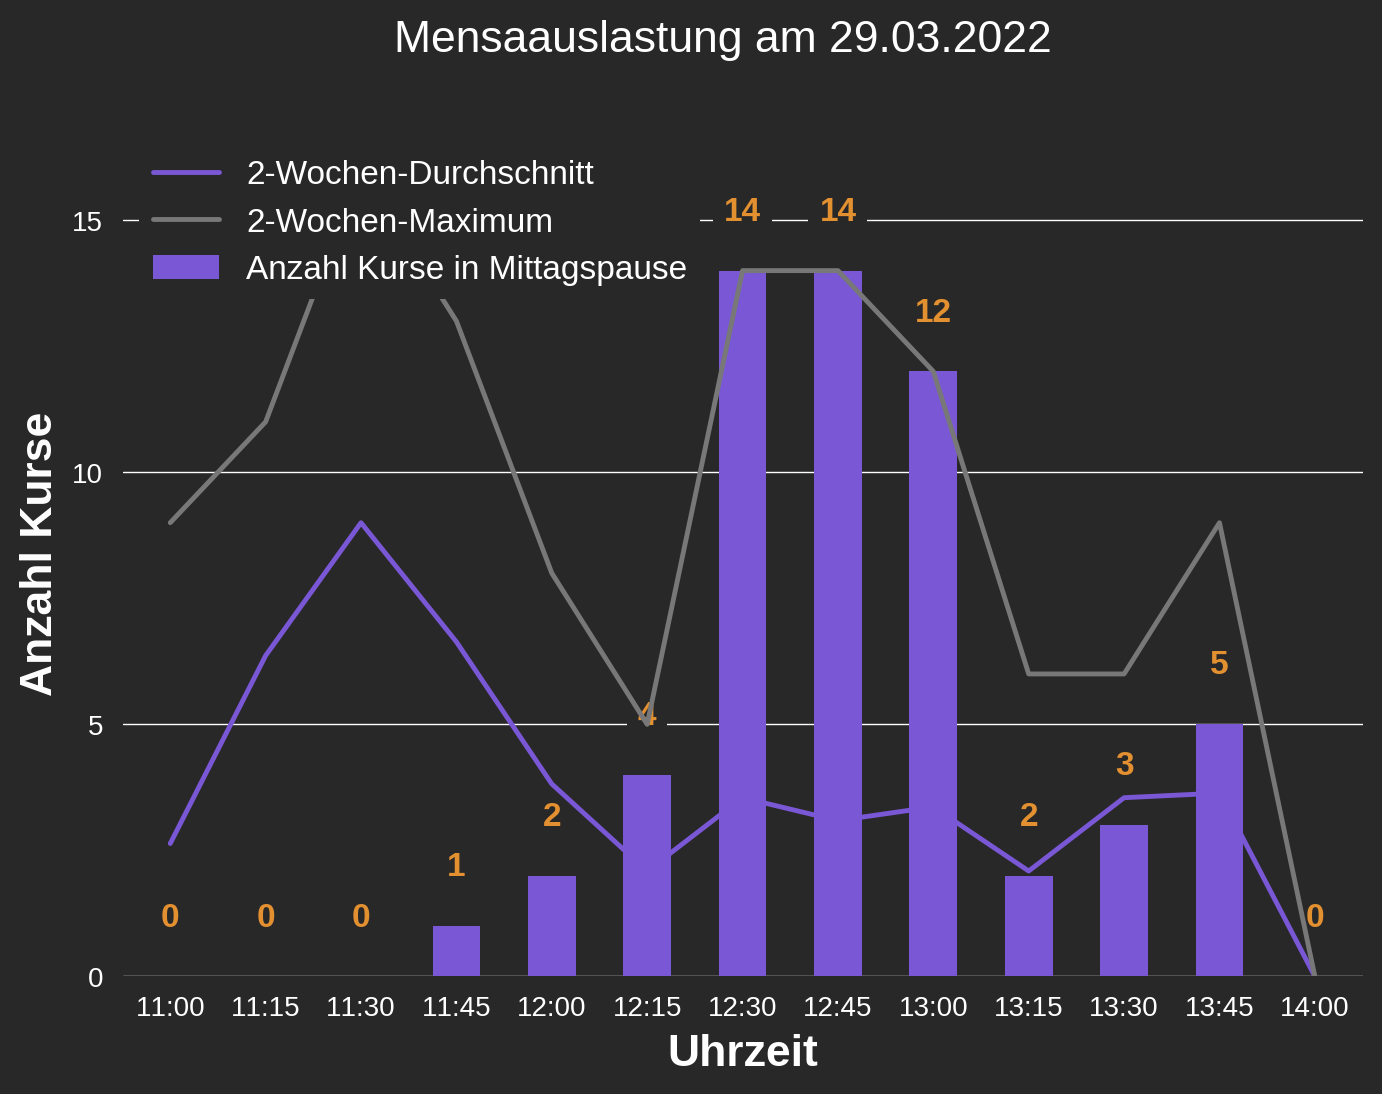 Mensaauslastung am 29.03.2022
2-Wochen-Durchschnitt
2-Wochen-Maximum
Anzahl Kurse in Mittagspause
15
10
5
0
Anzahl Kurse
0
0
0
1
2
4
14
14
12
2
3
5
0
11:00 11:15 11:30 11:45 12:00 12:15 12:30 12:45 13:00 13:15 13:30 13:45 14:00
Uhrzeit